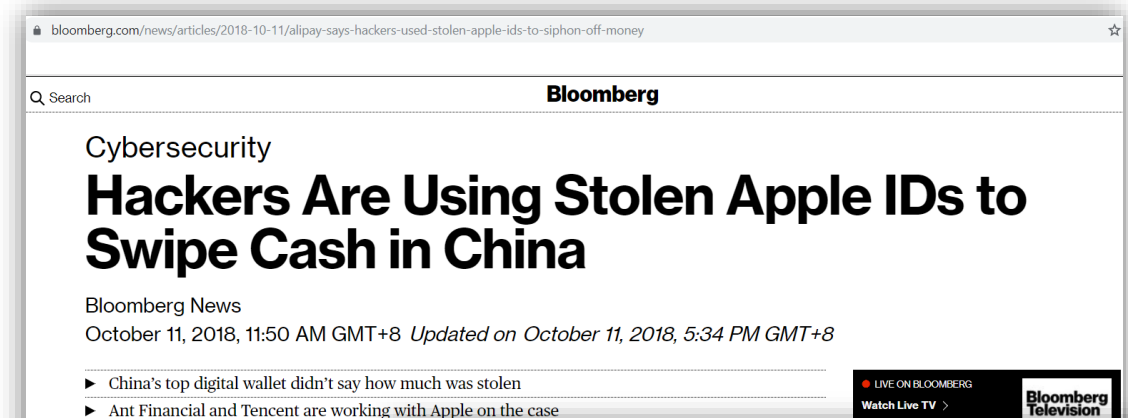 bloomberg.com/news/articles/2018-10-11/alipay-says-hackers-used-stolen-apple-ids-to-siphon-off-money
Search
Bloomberg
Cybersecurity
Hackers Are Using Stolen Apple IDs to
Swipe Cash in China
Bloomberg News
October 11, 2018, 11:50 AM GMT+8 Updated on October 11, 2018, 5:34 PM GMT+8
► China's top digital wallet didn't say how much was stolen
► Ant Financial and Tencent are working with Apple on the case
LIVE ON BLOOMBERG
Watch Live TV >
Bloomberg
Television